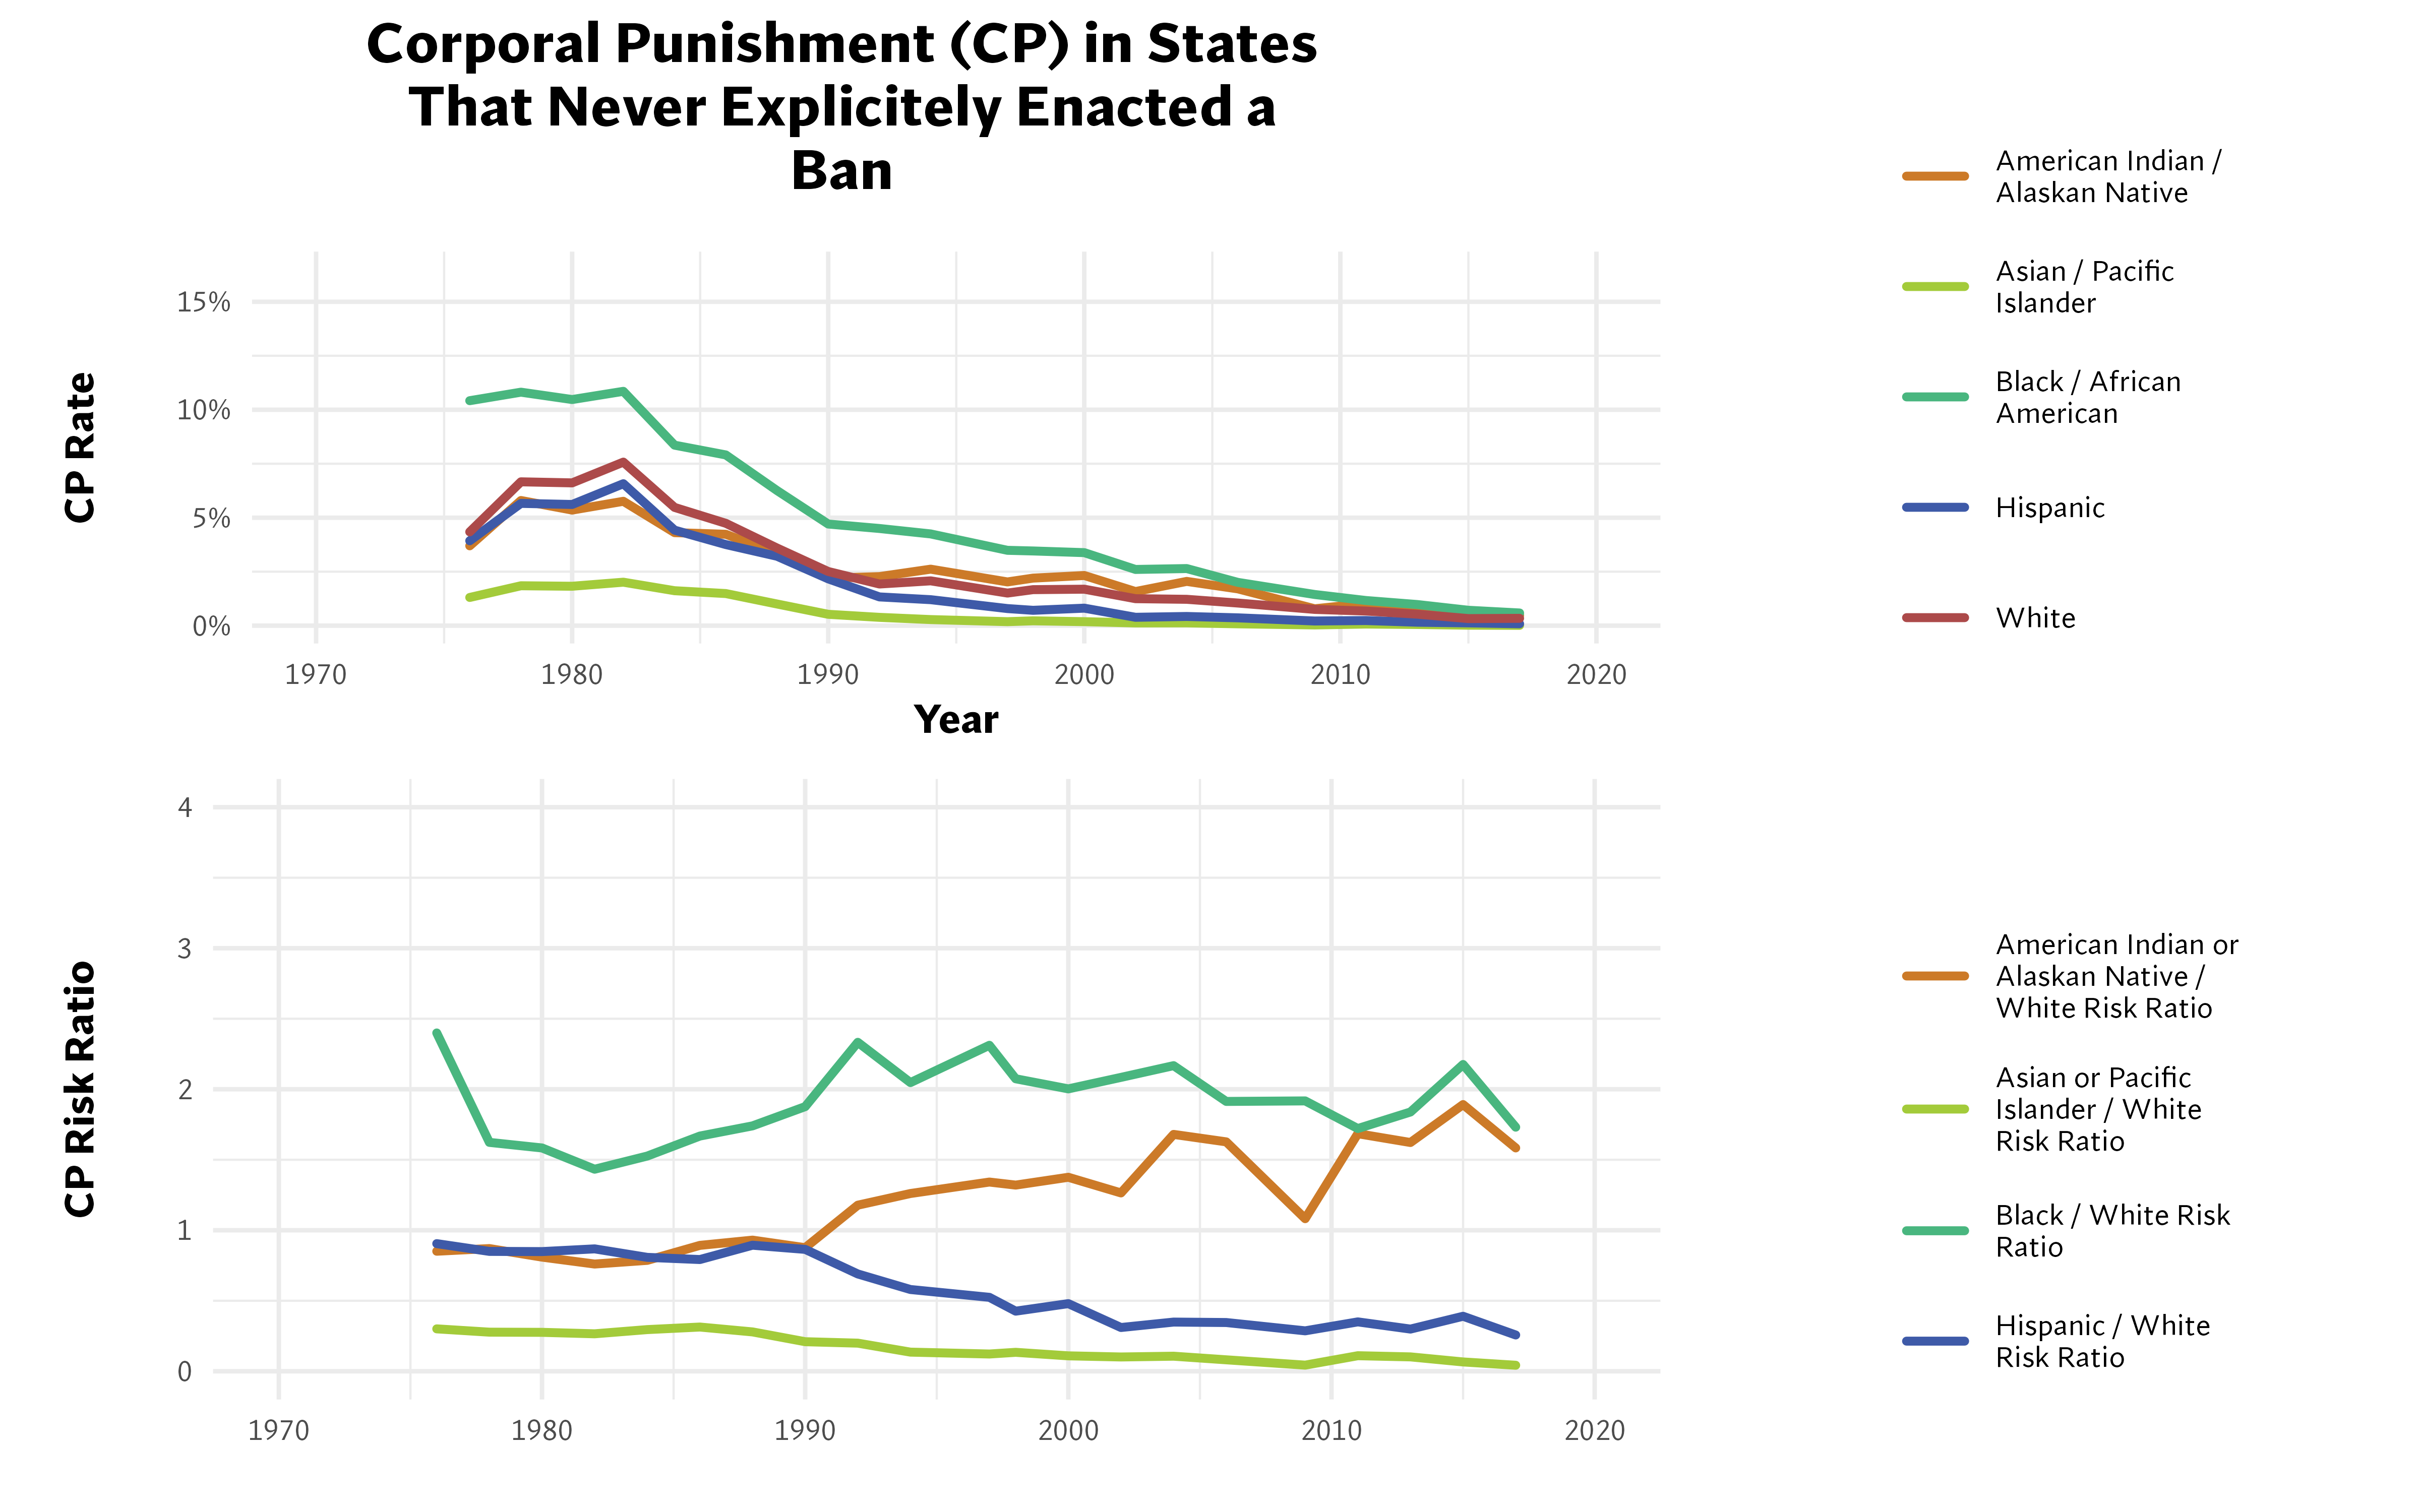 Corporal Punishment (CP) in States
That Never Explicitely Enacted a
Ban
CP Rate
15%
10%
5%
0%
1970 1980 1990 2000 2010 2020
Year
American Indian /
Alaskan Native
Asian / Pacific
Islander
Black / African
American
Hispanic
White
CP Risk Ratio
4
3
2
1
0
1970 1980 1990 2000 2010 2020
American Indian or
Alaskan Native /
White Risk Ratio
Asian or Pacific
Islander / White
Risk Ratio
Black / White Risk
Ratio
Hispanic / White
Risk Ratio